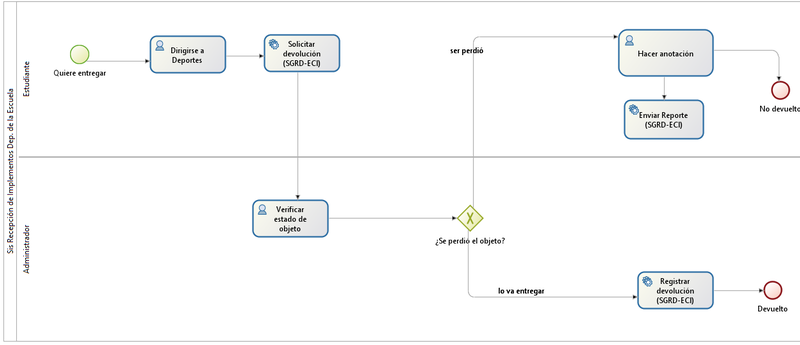 Sis Recepción de Implementos Dep. de la Escuela
Estudiante
Quiere entregar
Dirigirse a
Deportes
Solicitar
devolución
(SGRD-ECI)
ser perdió
Hacer anotación
No devuelto
Enviar Reporte
(SGRD-ECI)
Administrador
Verificar
estado de
objeto
¿Se perdió el objeto?
lo va entregar
Registrar
devolución
(SGRD-ECI)
Devuelto